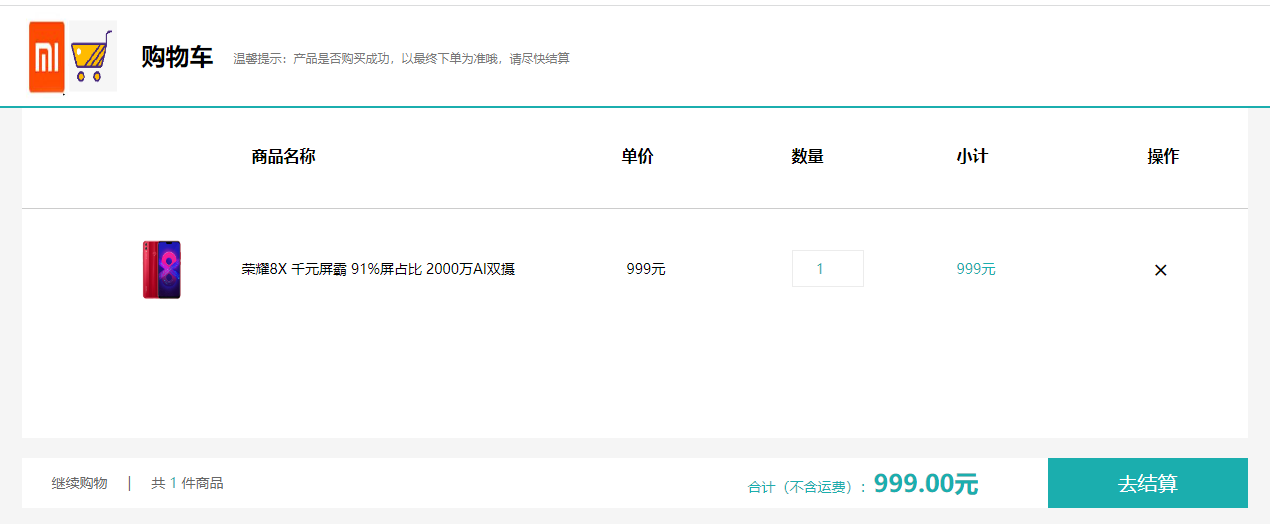 mi 购物车 温馨提示：产品是否购买成功，以最终下单为准哦，请尽快结算
商品名称 单价 数量 小计 操作
荣耀8X 千元屏霸 91%屏占比 2000万AI双摄 999元 1 999元 ×
继续购物 | 共 1 件商品 合计（不含运费）： 999.00元 去结算